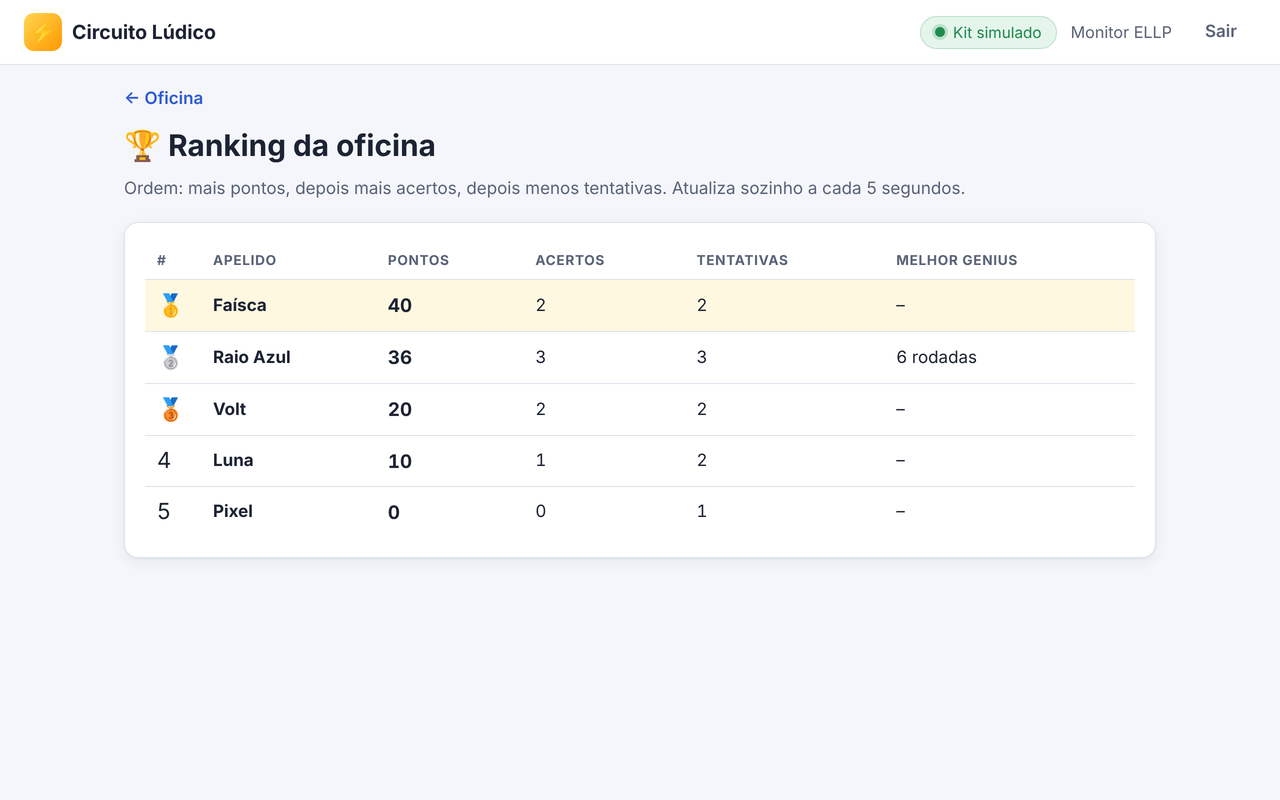 ⚡ Circuito Lúdico
Kit simulado
Monitor ELLP
Sair
← Oficina
🏆 Ranking da oficina
Ordem: mais pontos, depois mais acertos, depois menos tentativas. Atualiza sozinho a cada 5 segundos.
# APELIDO PONTOS ACERTOS TENTATIVAS MELHOR GENIUS
🥇 Faísca 40 2 2 –
🥈 Raio Azul 36 3 3 6 rodadas
🥉 Volt 20 2 2 –
4 Luna 10 1 2 –
5 Pixel 0 0 1 –